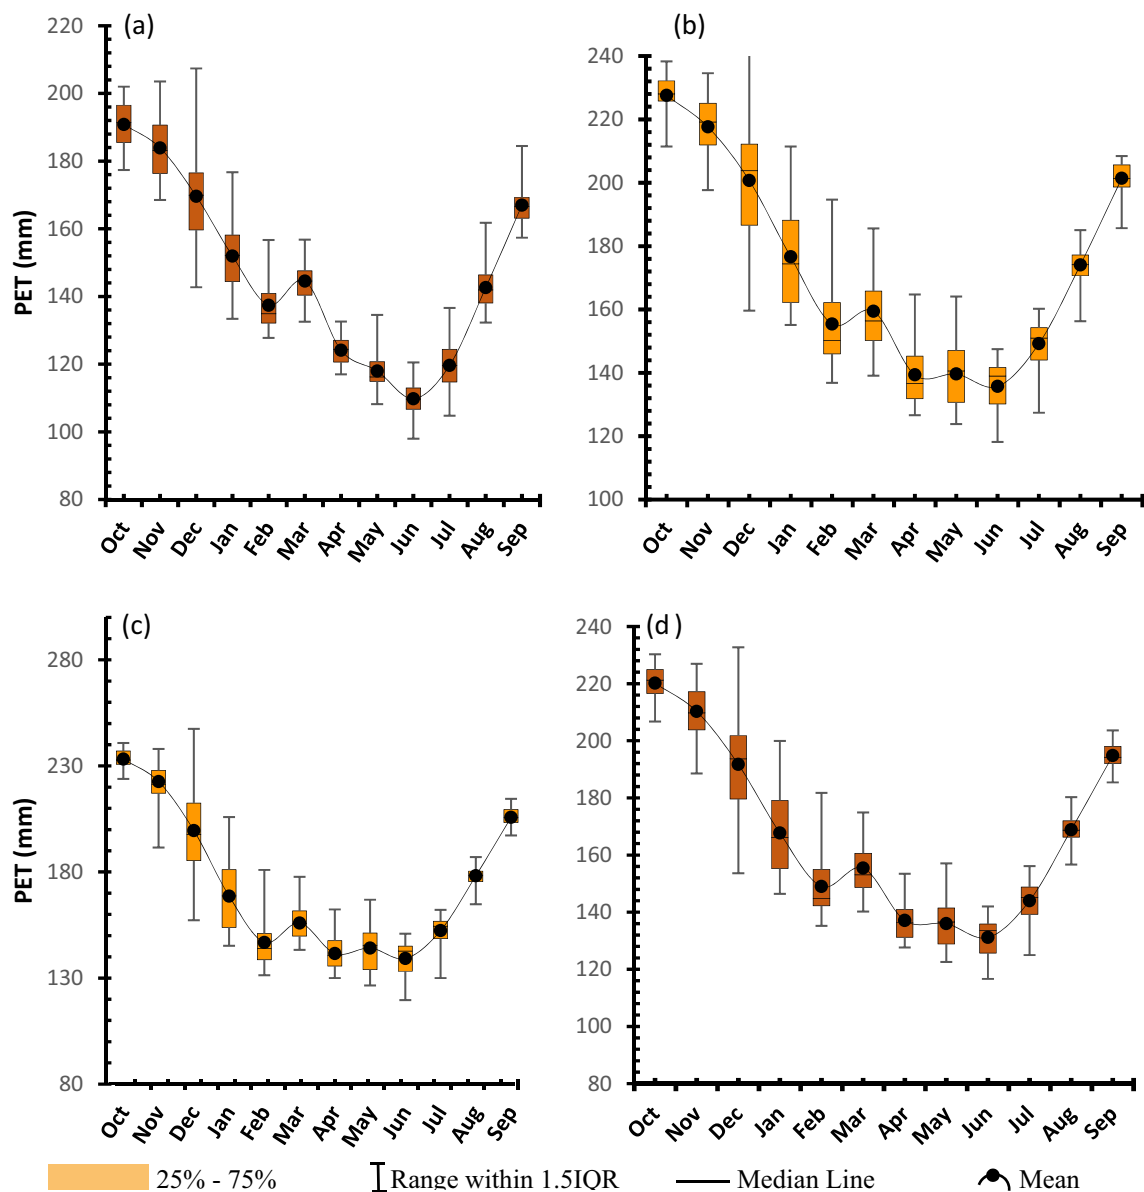 (a)
PET (mm)
220
200
180
160
140
120
100
80
Oct Nov Dec Jan Feb Mar Apr May Jun Jul Aug Sep
(b)
240
220
200
180
160
140
120
100
Oct Nov Dec Jan Feb Mar Apr May Jun Jul Aug Sep
(c)
PET (mm)
280
230
180
130
80
Oct Nov Dec Jan Feb Mar Apr May Jun Jul Aug Sep
(d)
240
220
200
180
160
140
120
100
80
Oct Nov Dec Jan Feb Mar Apr May Jun Jul Aug Sep
25% - 75% Range within 1.5IQR Median Line Mean